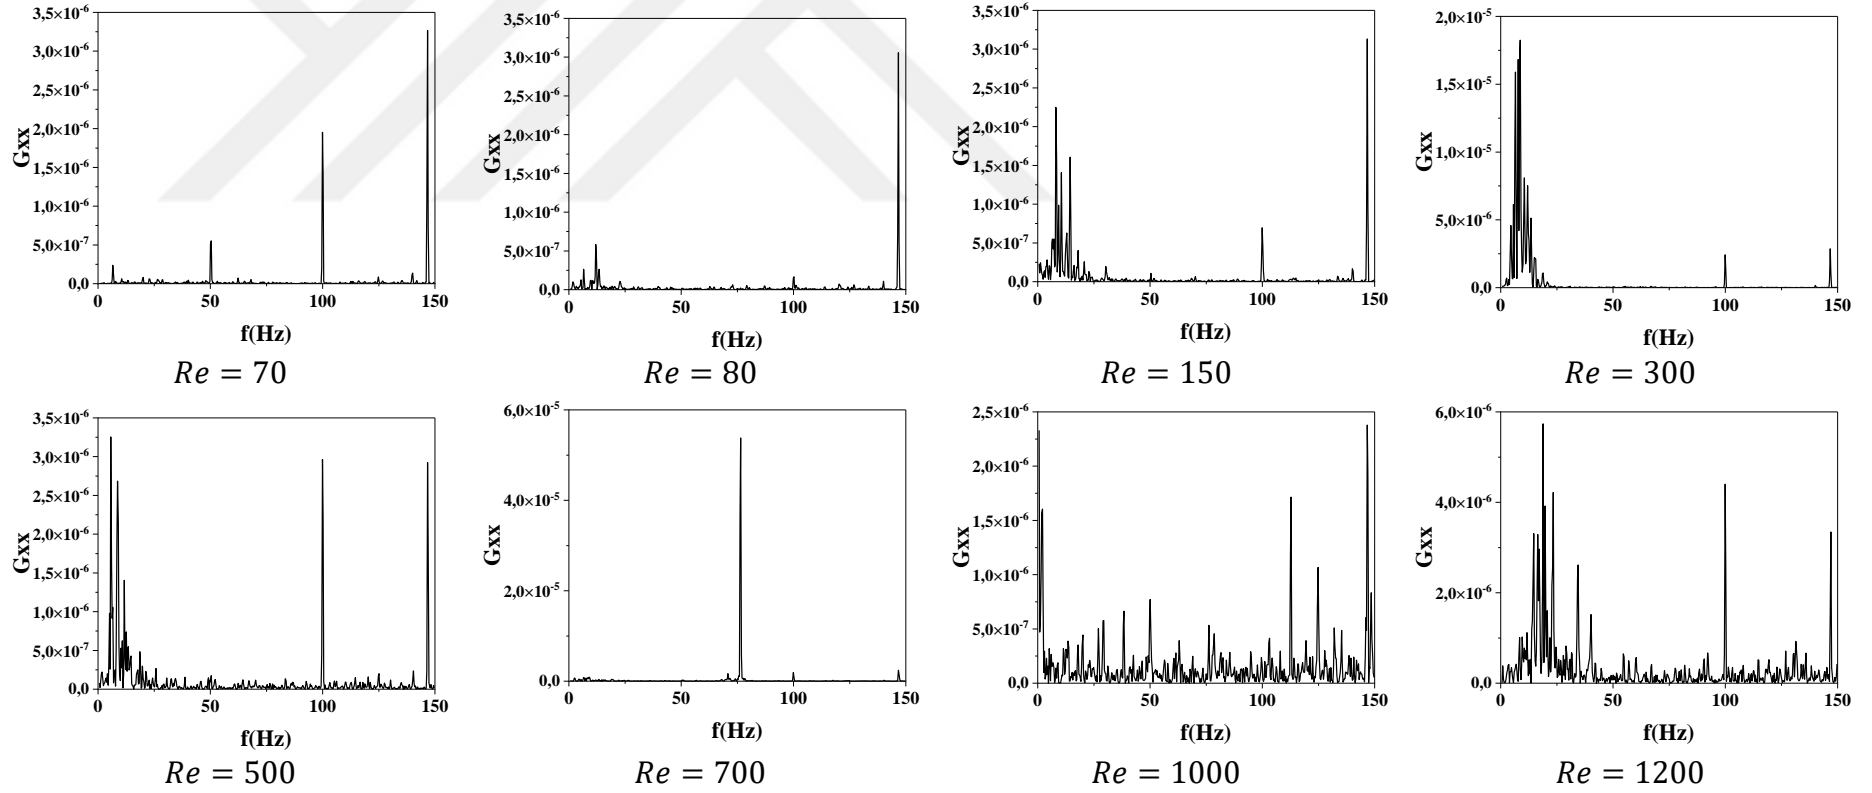 3,5×10⁻⁶
3,0×10⁻⁶
2,5×10⁻⁶
2,0×10⁻⁶
1,5×10⁻⁶
1,0×10⁻⁶
5,0×10⁻⁷
0,0
Gxx
0 50 100 150
f(Hz)
Re = 70
3,5×10⁻⁶
3,0×10⁻⁶
2,5×10⁻⁶
2,0×10⁻⁶
1,5×10⁻⁶
1,0×10⁻⁶
5,0×10⁻⁷
0,0
Gxx
0 50 100 150
f(Hz)
Re = 80
3,5×10⁻⁶
3,0×10⁻⁶
2,5×10⁻⁶
2,0×10⁻⁶
1,5×10⁻⁶
1,0×10⁻⁶
5,0×10⁻⁷
0,0
Gxx
0 50 100 150
f(Hz)
Re = 150
2,0×10⁻⁵
1,5×10⁻⁵
1,0×10⁻⁵
5,0×10⁻⁶
0,0
Gxx
0 50 100 150
f(Hz)
Re = 300
3,5×10⁻⁶
3,0×10⁻⁶
2,5×10⁻⁶
2,0×10⁻⁶
1,5×10⁻⁶
1,0×10⁻⁶
5,0×10⁻⁷
0,0
Gxx
0 50 100 150
f(Hz)
Re = 500
6,0×10⁻⁵
4,0×10⁻⁵
2,0×10⁻⁵
0,0
Gxx
0 50 100 150
f(Hz)
Re = 700
2,5×10⁻⁶
2,0×10⁻⁶
1,5×10⁻⁶
1,0×10⁻⁶
5,0×10⁻⁷
0,0
Gxx
0 50 100 150
f(Hz)
Re = 1000
6,0×10⁻⁶
4,0×10⁻⁶
2,0×10⁻⁶
0,0
Gxx
0 50 100 150
f(Hz)
Re = 1200